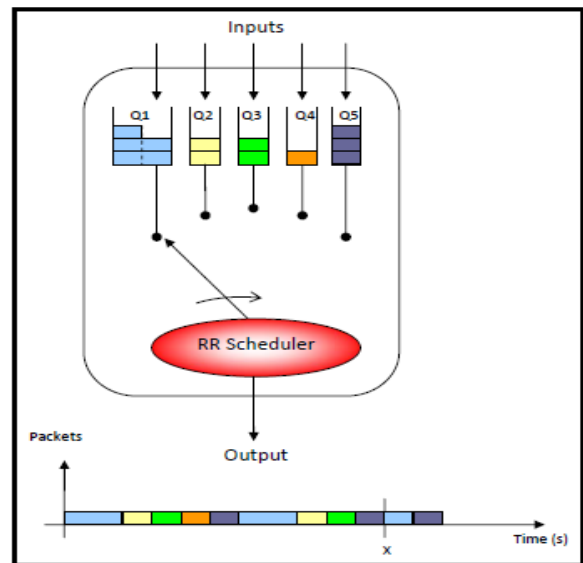 Inputs
Q1 Q2 Q3 Q4 Q5
RR Scheduler
Packets
Output
Time (s)
x